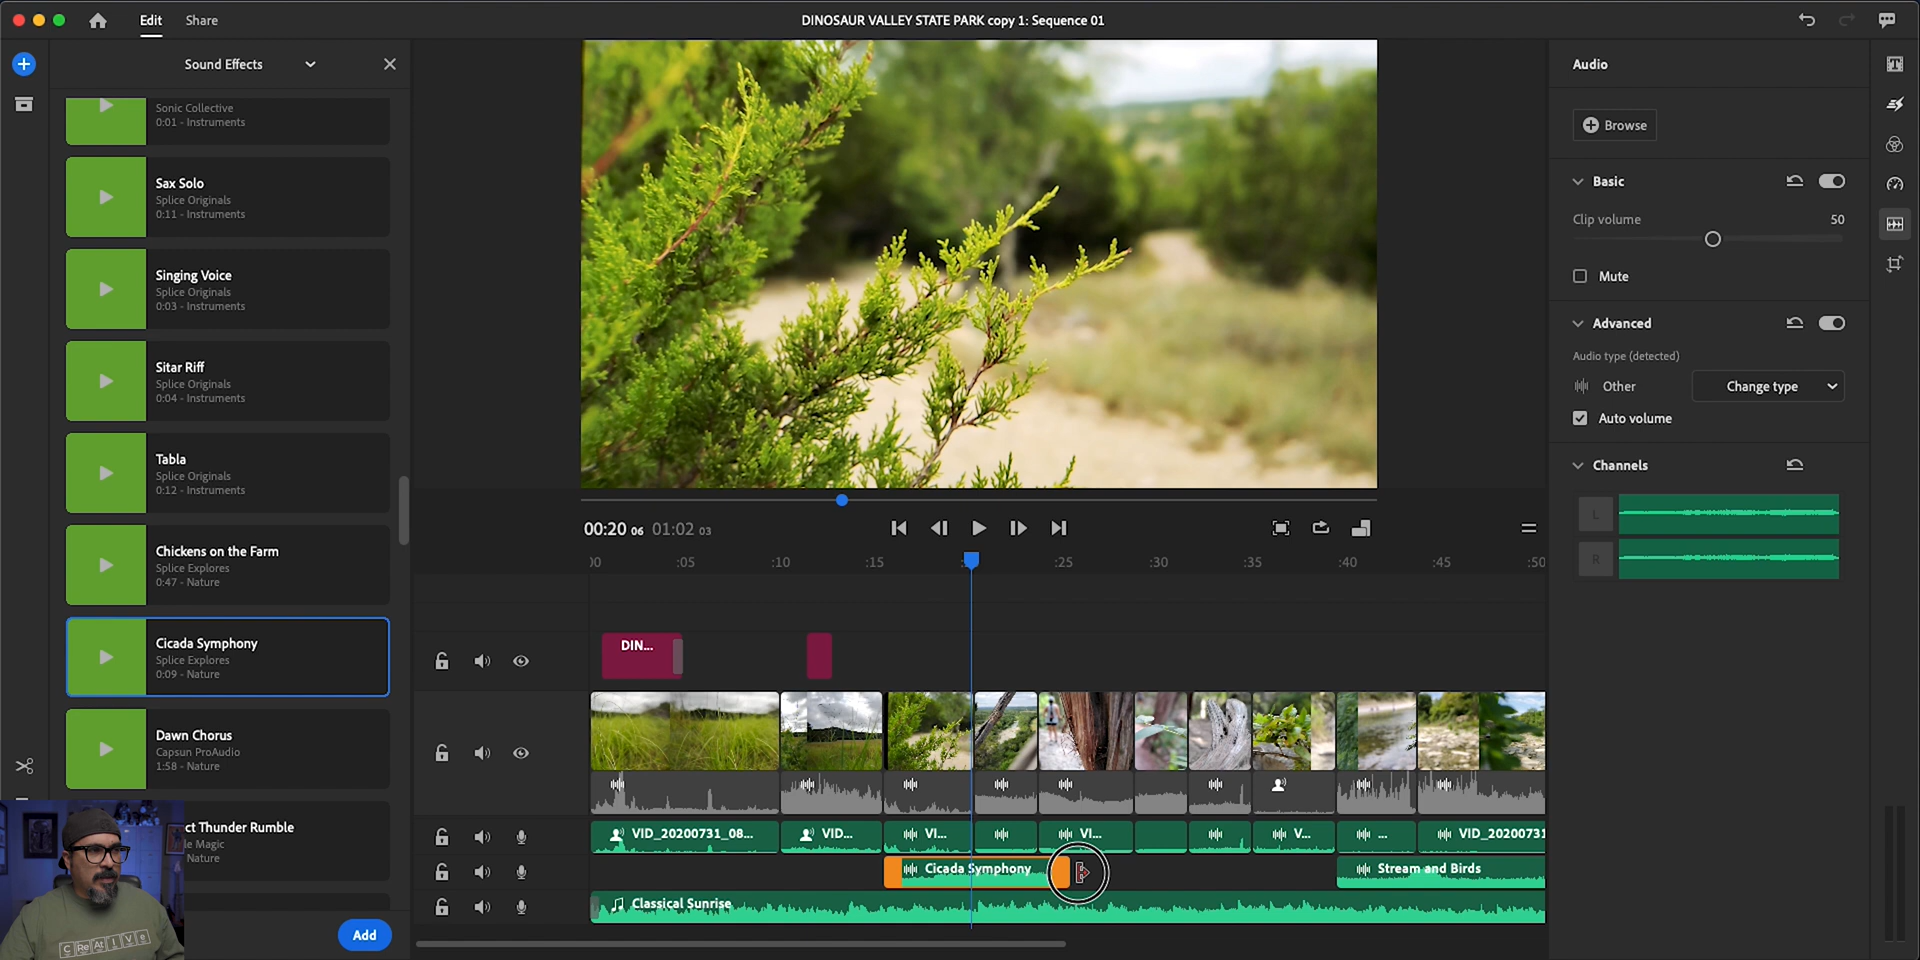 Edit
Share
DINOSAUR VALLEY STATE PARK copy 1: Sequence 01
Sound Effects
Sonic Collective
0:01 - Instruments
Sax Solo
Splice Originals
0:11 - Instruments
Singing Voice
Splice Originals
0:03 - Instruments
Sitar Riff
Splice Originals
0:04 - Instruments
Tabla
Splice Originals
0:12 - Instruments
Chickens on the Farm
Splice Explores
0:47 - Nature
Cicada Symphony
Splice Explores
0:09 - Nature
Dawn Chorus
Capsun ProAudio
1:58 - Nature
ct Thunder Rumble
le Magic
Nature
Add
CReAtIVe
00:20 06
01:02 03
:00
:05
:10
:15
:25
:30
:35
:40
:45
:50
DIN...
VID_20200731_08...
VID...
VI...
VI...
V...
...
VID_20200731
Cicada Symphony
Stream and Birds
Classical Sunrise
Audio
Browse
Basic
Clip volume
50
Mute
Advanced
Audio type (detected)
Other
Change type
Auto volume
Channels
L
R